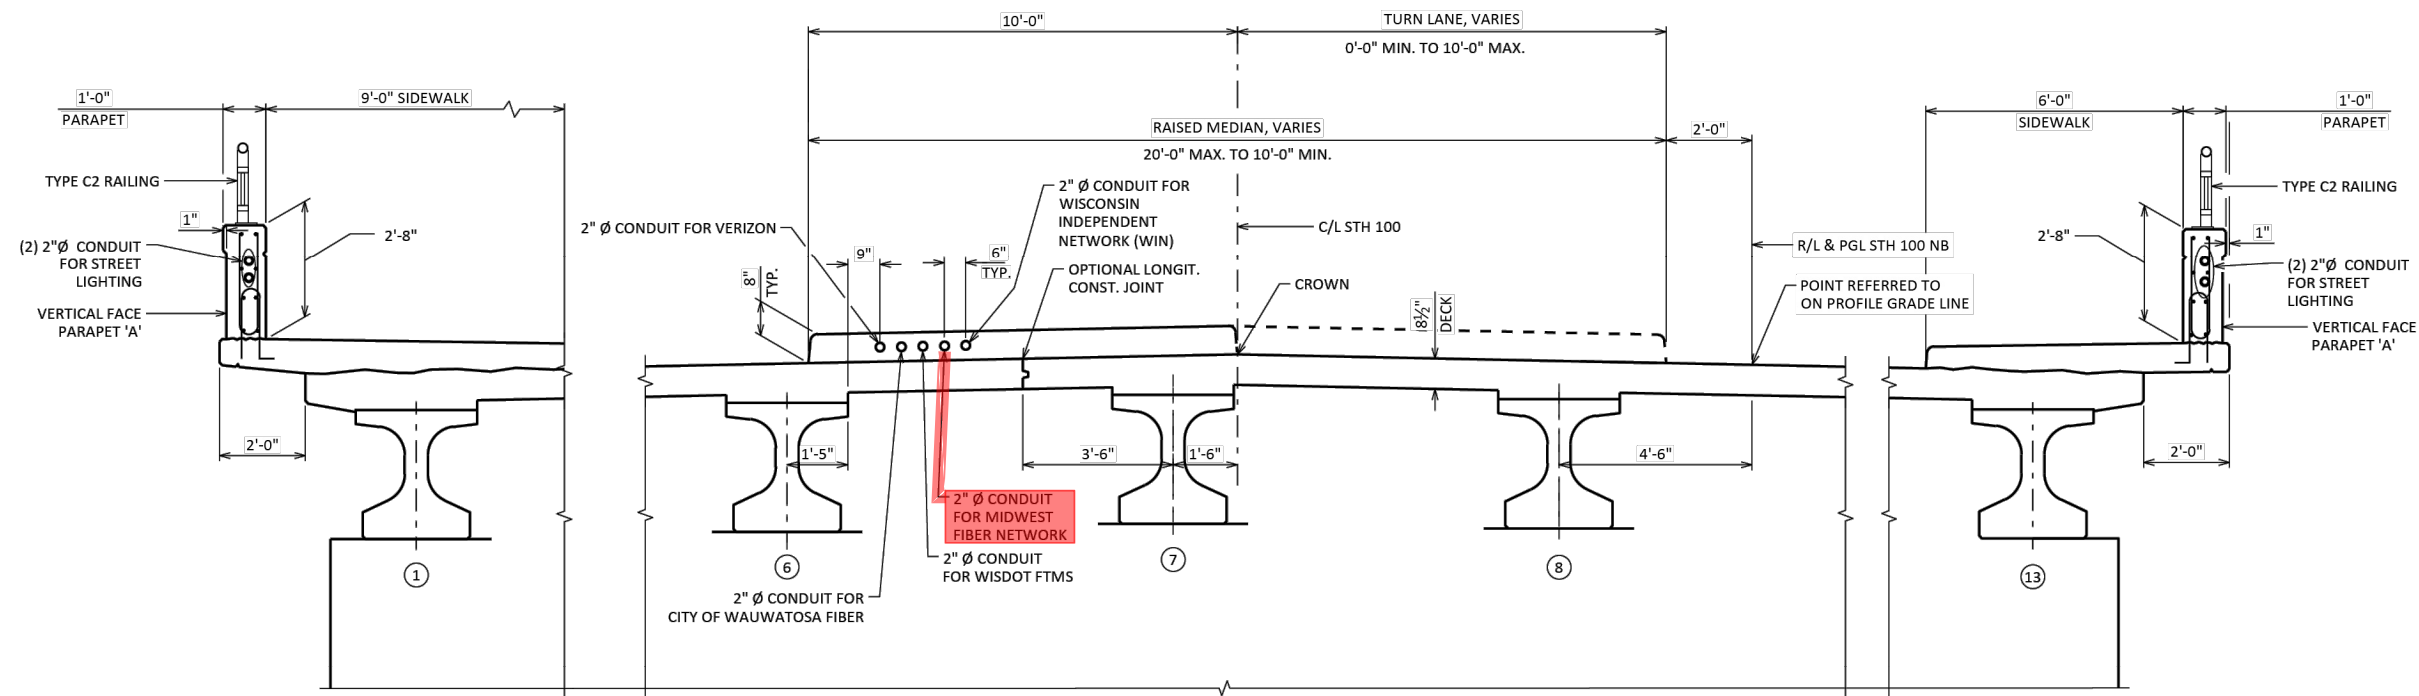 10'-0"
TURN LANE, VARIES
0'-0" MIN. TO 10'-0" MAX.
1'-0"
PARAPET
9'-0" SIDEWALK
6'-0"
SIDEWALK
1'-0"
PARAPET
RAISED MEDIAN, VARIES
20'-0" MAX. TO 10'-0" MIN.
2'-0"
TYPE C2 RAILING
1"
(2) 2"Ø CONDUIT
FOR STREET
LIGHTING
VERTICAL FACE
PARAPET 'A'
2'-8"
2" Ø CONDUIT FOR VERIZON
2" Ø CONDUIT FOR
WISCONSIN
INDEPENDENT
NETWORK (WIN)
C/L STH 100
9"
6"
TYP.
8"
TYP.
OPTIONAL LONGIT.
CONST. JOINT
CROWN
8½"
DECK
R/L & PGL STH 100 NB
POINT REFERRED TO
ON PROFILE GRADE LINE
TYPE C2 RAILING
2'-8"
1"
(2) 2"Ø CONDUIT
FOR STREET
LIGHTING
VERTICAL FACE
PARAPET 'A'
2'-0"
1'-5"
3'-6"
1'-6"
4'-6"
2'-0"
2" Ø CONDUIT
FOR MIDWEST
FIBER NETWORK
2" Ø CONDUIT
FOR WISDOT FTMS
2" Ø CONDUIT FOR
CITY OF WAUWATOSA FIBER
1
6
7
8
13